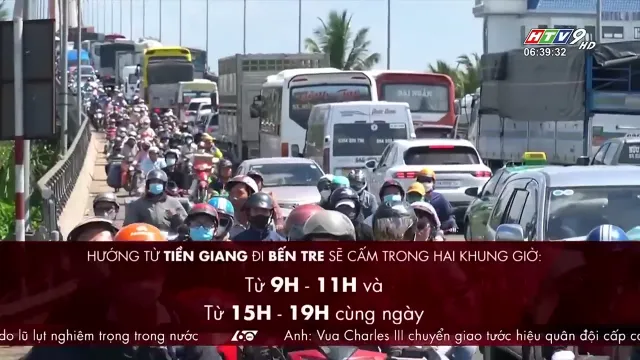 HTV9 HD
06:39:32
HƯỚNG TỪ TIỀN GIANG ĐI BẾN TRE SẼ CẤM TRONG HAI KHUNG GIỜ:
Từ 9H - 11H và
Từ 15H - 19H cùng ngày
do lũ lụt nghiêm trọng trong nước
60
Anh: Vua Charles III chuyển giao tước hiệu quân đội cấp c